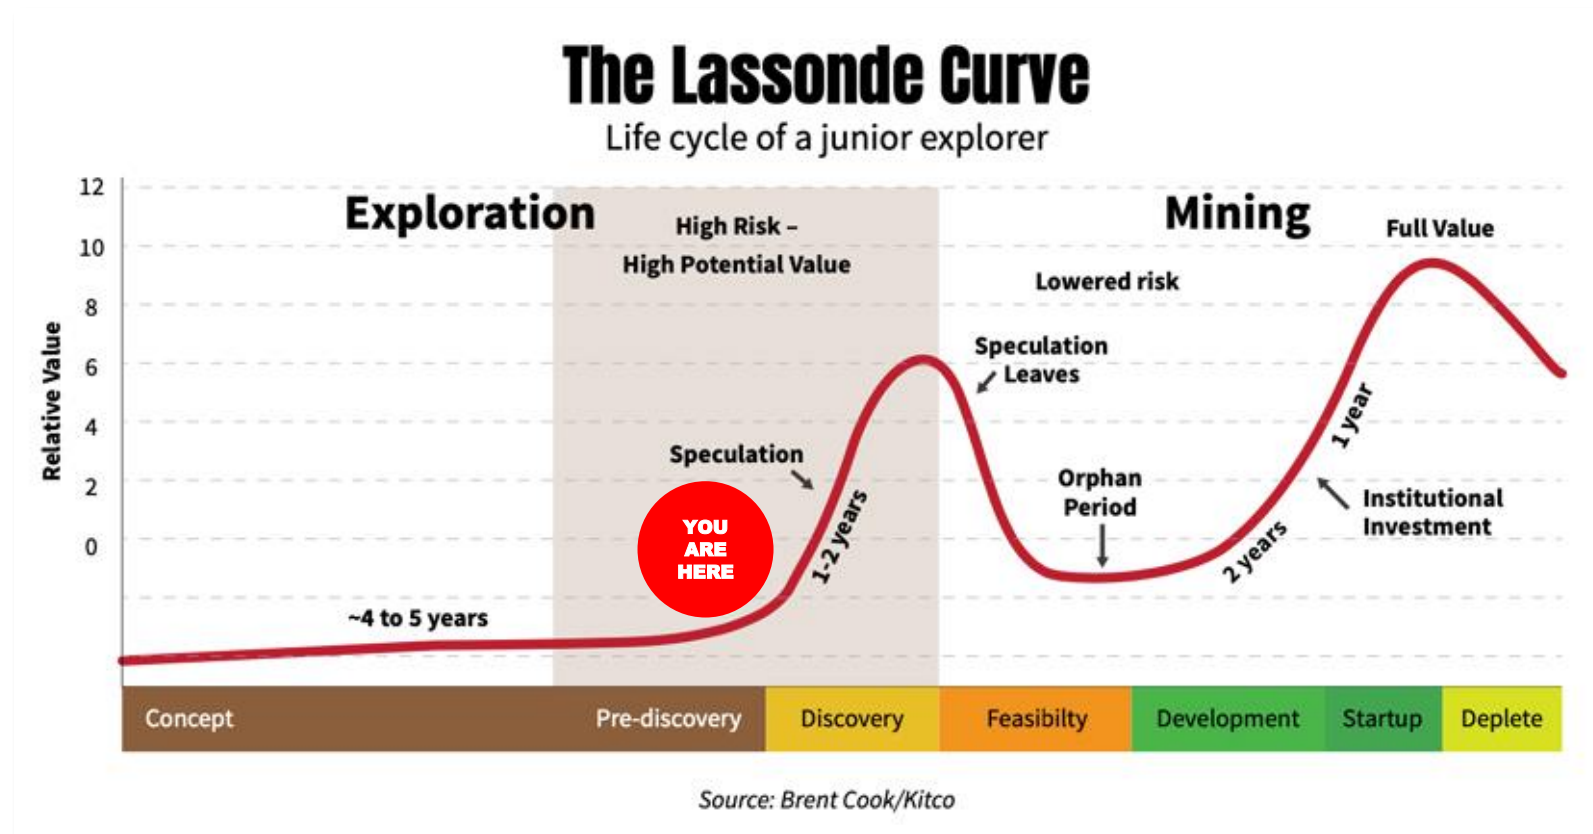 The Lassonde Curve
Life cycle of a junior explorer
Exploration
Mining
High Risk –
High Potential Value
Full Value
Lowered risk
Relative Value
12
10
8
6
4
2
0
Speculation
Leaves
Speculation
YOU
ARE
HERE
1-2 years
~4 to 5 years
Orphan
Period
2 years
1 year
Institutional
Investment
Concept
Pre-discovery
Discovery
Feasibilty
Development
Startup
Deplete
Source: Brent Cook/Kitco